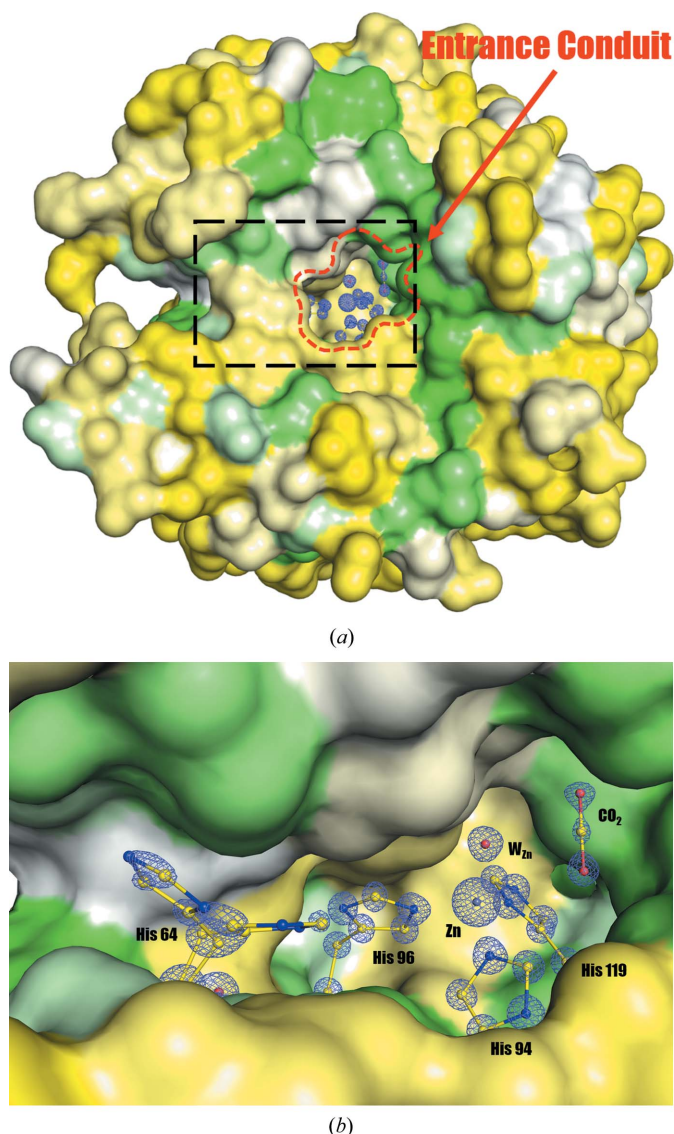 Entrance Conduit
(a)
CO2
WZn
His 64
Zn
His 96
His 119
His 94
(b)